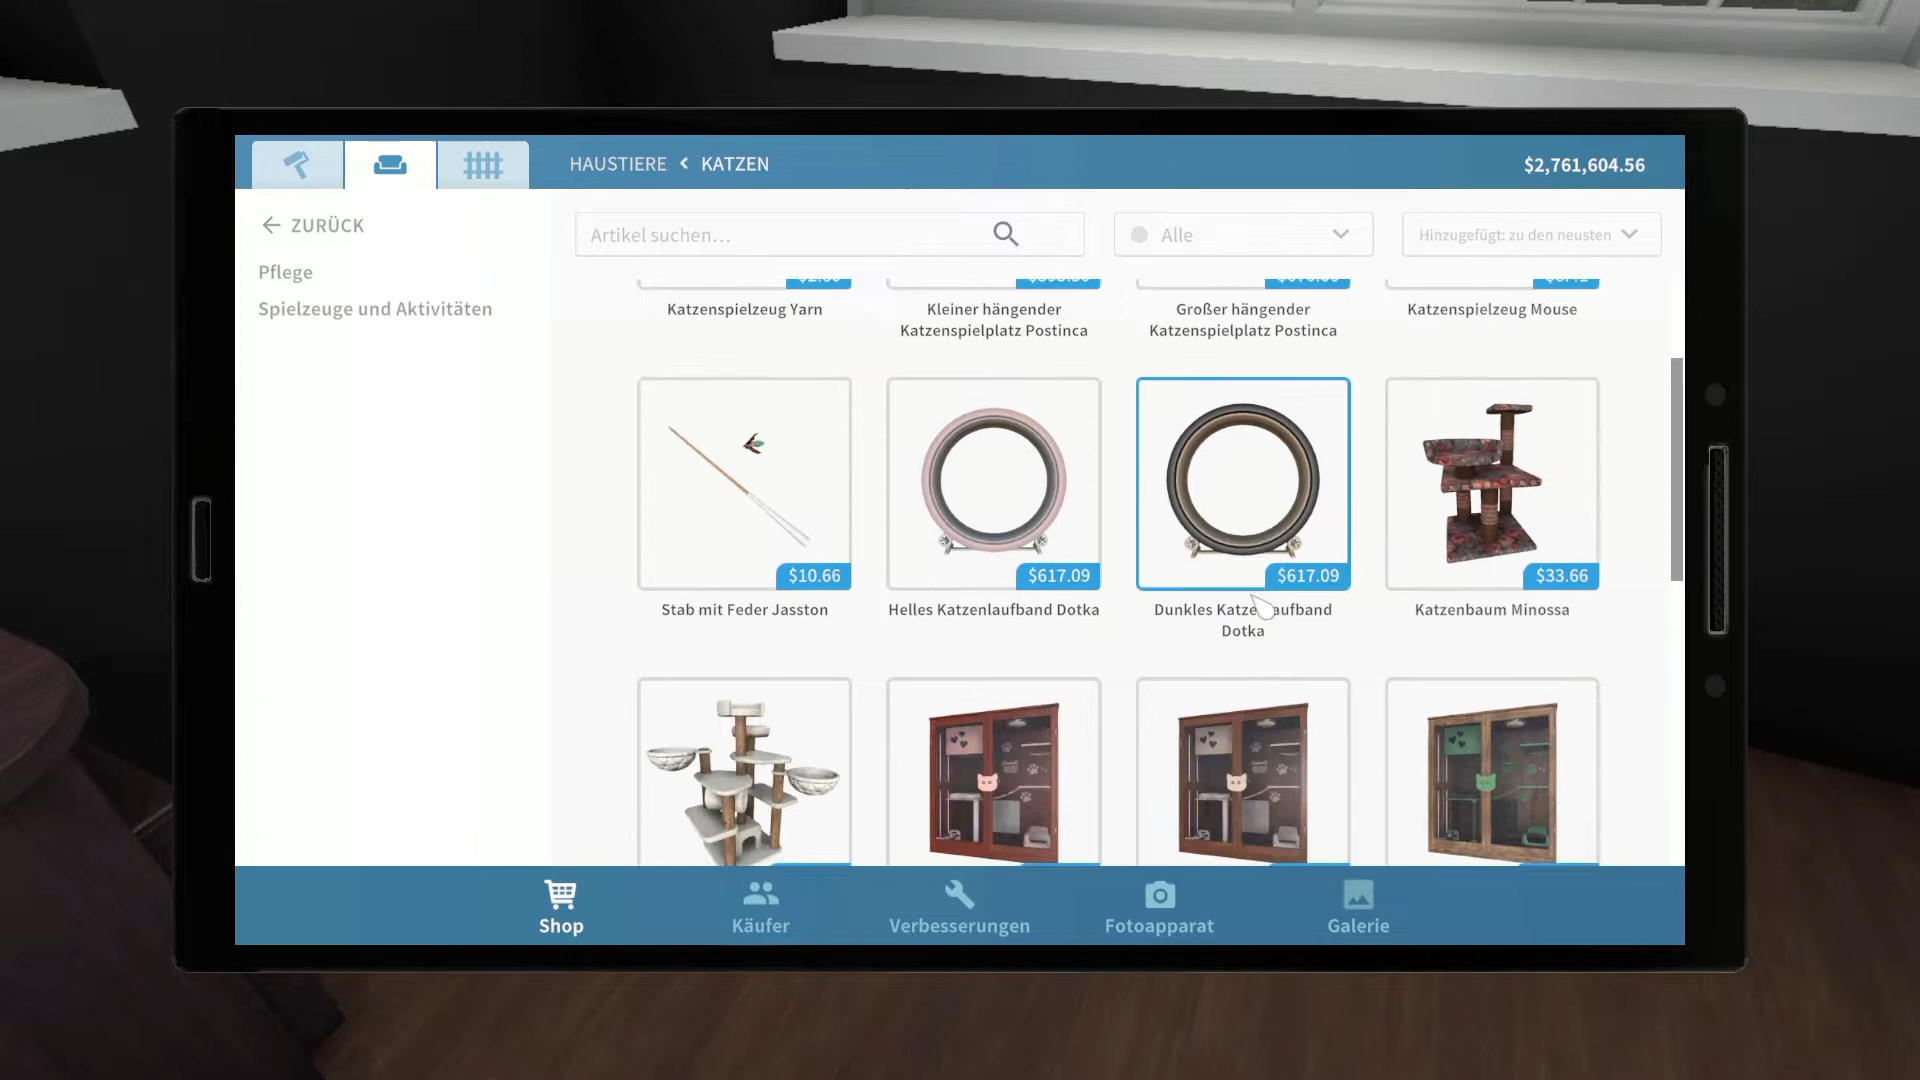 HAUSTIERE < KATZEN
$2,761,604.56
ZURÜCK
Pflege
Spielzeuge und Aktivitäten
Artikel suchen...
Alle
Hinzugefügt: zu den neusten
Katzenspielzeug Yarn
Kleiner hängender
Katzenspielplatz Postinca
Großer hängender
Katzenspielplatz Postinca
Katzenspielzeug Mouse
$10.66
Stab mit Feder Jasston
$617.09
Helles Katzenlaufband Dotka
$617.09
Dunkles Katzenlaufband
Dotka
$33.66
Katzenbaum Minossa
Shop
Käufer
Verbesserungen
Fotoapparat
Galerie